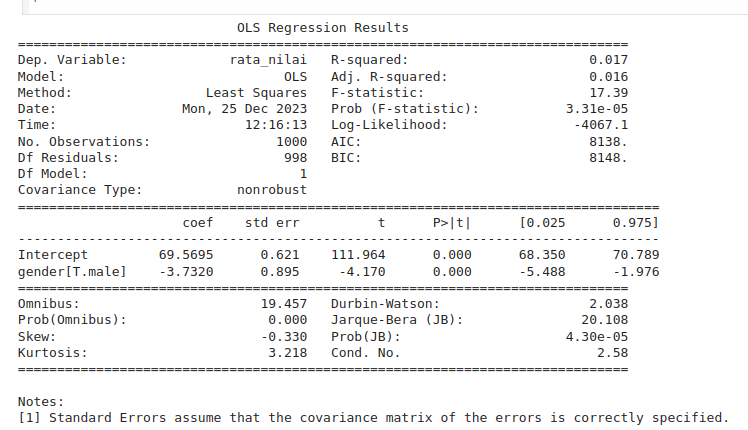 OLS Regression Results
==============================================================================
Dep. Variable: rata_nilai R-squared: 0.017
Model: OLS Adj. R-squared: 0.016
Method: Least Squares F-statistic: 17.39
Date: Mon, 25 Dec 2023 Prob (F-statistic): 3.31e-05
Time: 12:16:13 Log-Likelihood: -4067.1
No. Observations: 1000 AIC: 8138.
Df Residuals: 998 BIC: 8148.
Df Model: 1
Covariance Type: nonrobust
==================================================================================
coef std err t P>|t| [0.025 0.975]
----------------------------------------------------------------------------------
Intercept 69.5695 0.621 111.964 0.000 68.350 70.789
gender[T.male] -3.7320 0.895 -4.170 0.000 -5.488 -1.976
==============================================================================
Omnibus: 19.457 Durbin-Watson: 2.038
Prob(Omnibus): 0.000 Jarque-Bera (JB): 20.108
Skew: -0.330 Prob(JB): 4.30e-05
Kurtosis: 3.218 Cond. No. 2.58
==============================================================================
Notes:
[1] Standard Errors assume that the covariance matrix of the errors is correctly specified.